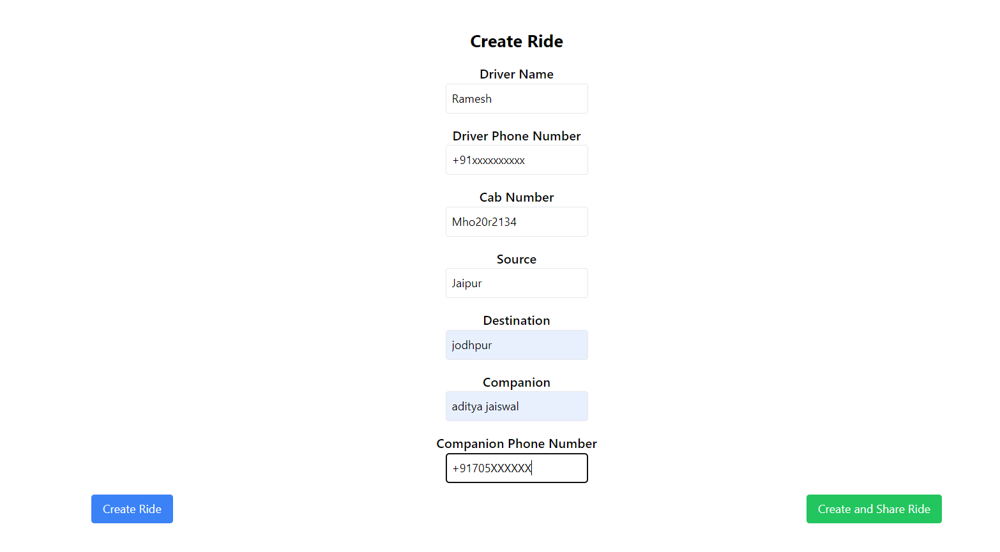 Create Ride
Driver Name
Ramesh
Driver Phone Number
+91xxxxxxxxxx
Cab Number
Mho20r2134
Source
Jaipur
Destination
jodhpur
Companion
aditya jaiswal
Companion Phone Number
+91705XXXXXX
Create Ride
Create and Share Ride